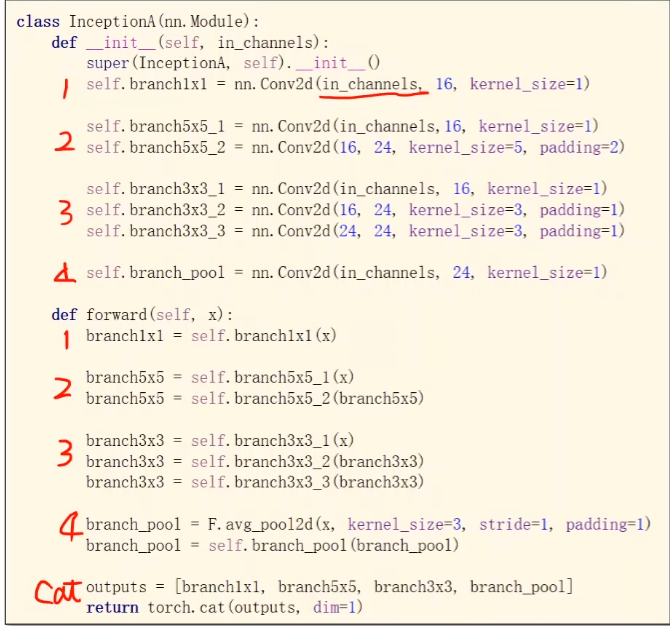 class InceptionA(nn.Module):
def __init__(self, in_channels):
super(InceptionA, self).__init__()
1 self.branch1x1 = nn.Conv2d(in_channels, 16, kernel_size=1)
self.branch5x5_1 = nn.Conv2d(in_channels,16, kernel_size=1)
2 self.branch5x5_2 = nn.Conv2d(16, 24, kernel_size=5, padding=2)
self.branch3x3_1 = nn.Conv2d(in_channels, 16, kernel_size=1)
3 self.branch3x3_2 = nn.Conv2d(16, 24, kernel_size=3, padding=1)
self.branch3x3_3 = nn.Conv2d(24, 24, kernel_size=3, padding=1)
4 self.branch_pool = nn.Conv2d(in_channels, 24, kernel_size=1)
def forward(self, x):
1 branch1x1 = self.branch1x1(x)
2 branch5x5 = self.branch5x5_1(x)
branch5x5 = self.branch5x5_2(branch5x5)
3 branch3x3 = self.branch3x3_1(x)
branch3x3 = self.branch3x3_2(branch3x3)
branch3x3 = self.branch3x3_3(branch3x3)
4 branch_pool = F.avg_pool2d(x, kernel_size=3, stride=1, padding=1)
branch_pool = self.branch_pool(branch_pool)
Cat outputs = [branch1x1, branch5x5, branch3x3, branch_pool]
return torch.cat(outputs, dim=1)